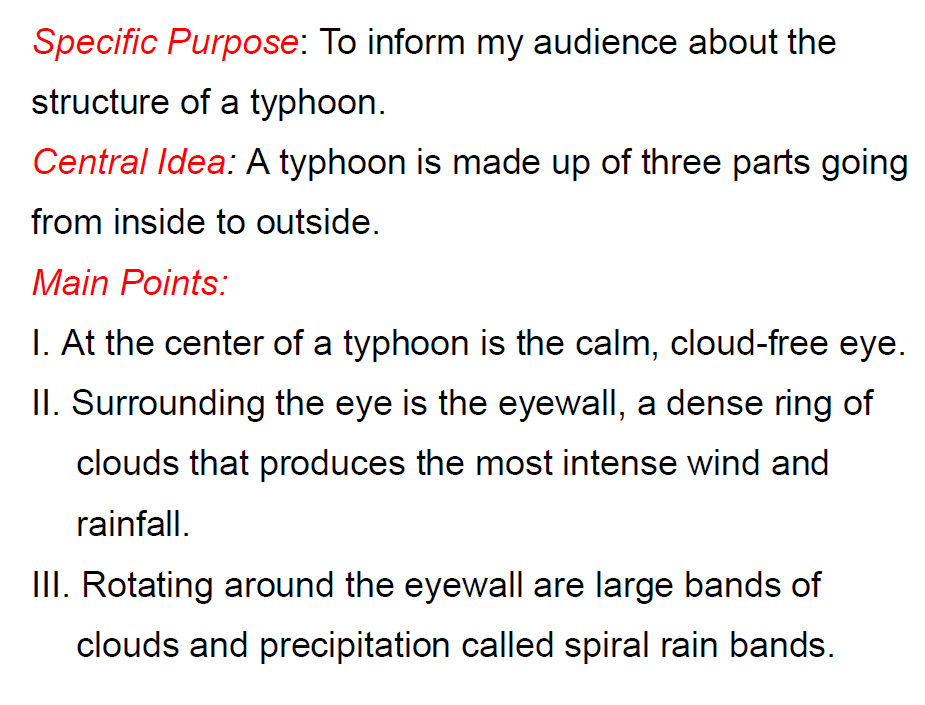 Specific Purpose: To inform my audience about the
structure of a typhoon.
Central Idea: A typhoon is made up of three parts going
from inside to outside.
Main Points:
I. At the center of a typhoon is the calm, cloud-free eye.
II. Surrounding the eye is the eyewall, a dense ring of
clouds that produces the most intense wind and
rainfall.
III. Rotating around the eyewall are large bands of
clouds and precipitation called spiral rain bands.